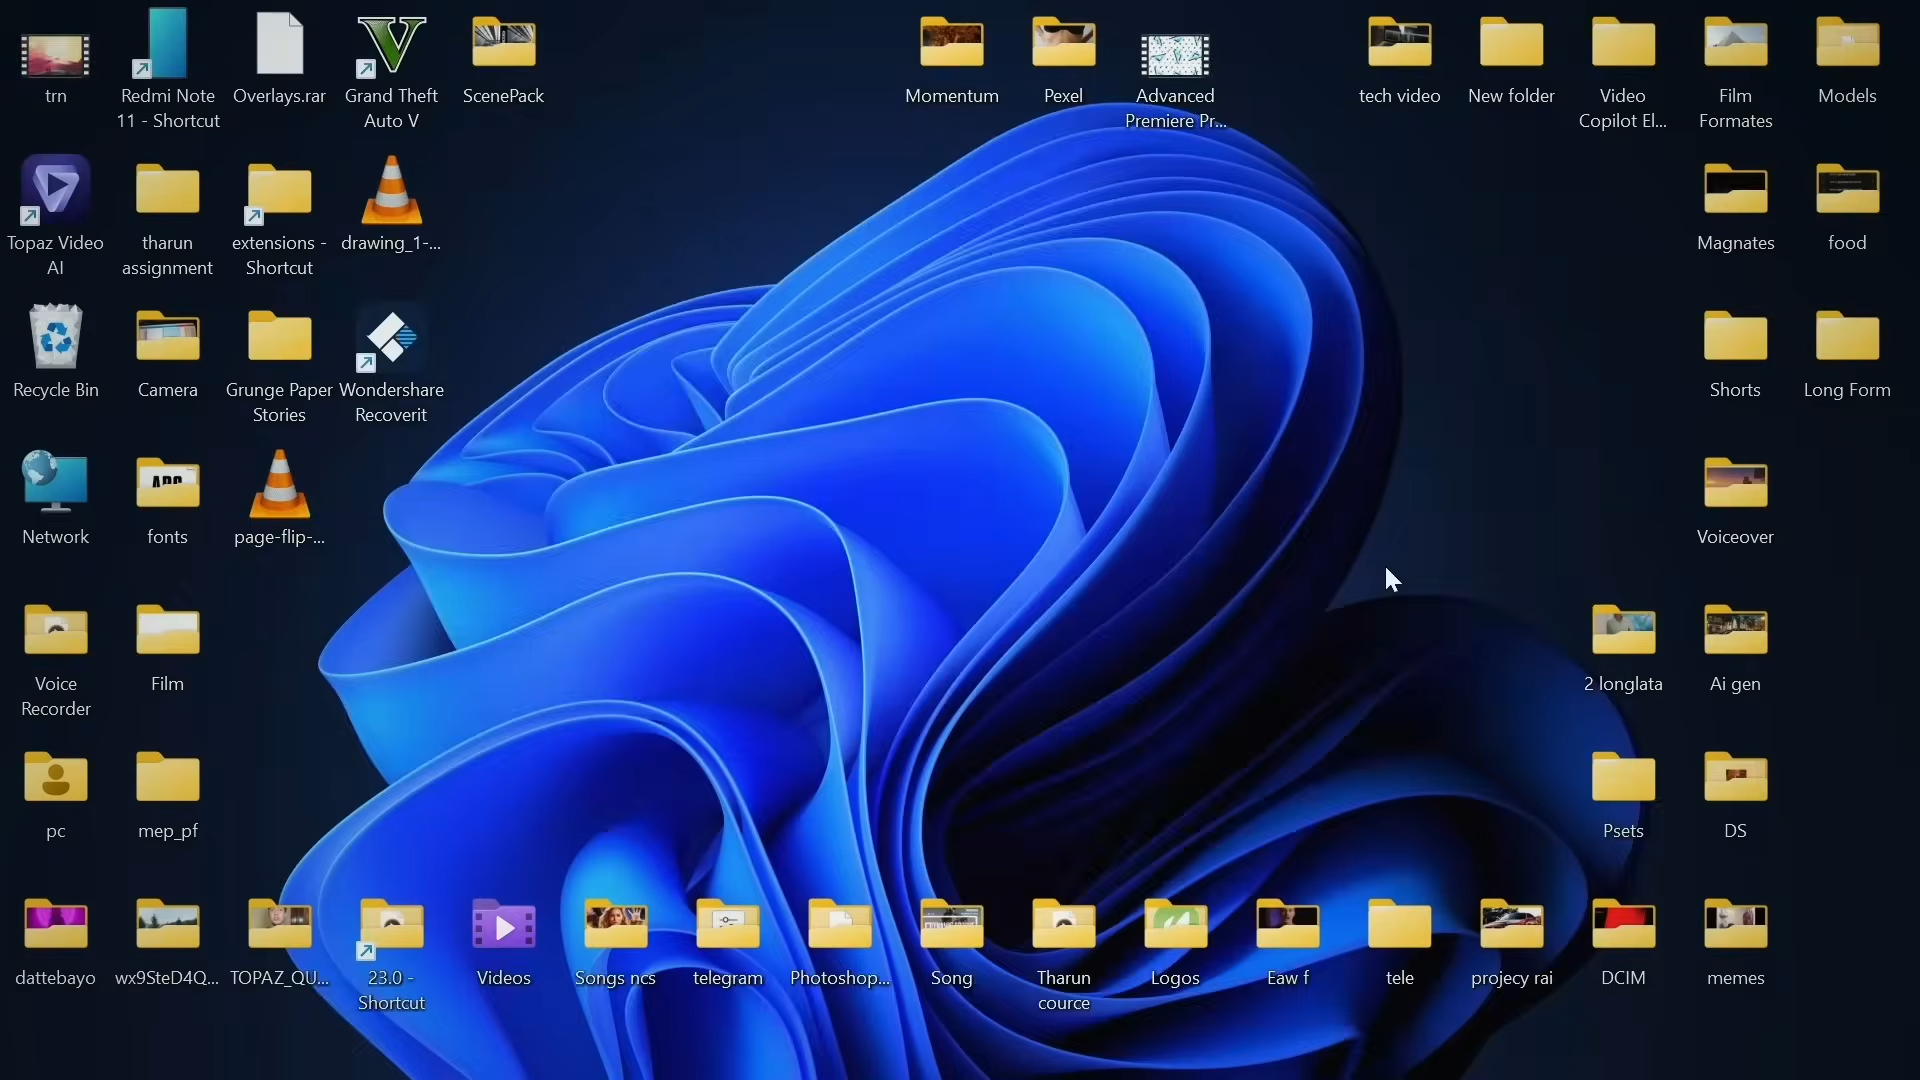 trn
Redmi Note
11 - Shortcut
Overlays.rar
Grand Theft
Auto V
ScenePack
Momentum
Pexel
Advanced
Premiere Pr...
tech video
New folder
Video
Copilot El...
Film
Formates
Models
Topaz Video
AI
tharun
assignment
extensions -
Shortcut
drawing_1-...
Magnates
food
Recycle Bin
Camera
Grunge Paper
Stories
Wondershare
Recoverit
Shorts
Long Form
Network
fonts
page-flip-...
Voiceover
Voice
Recorder
Film
2 longlata
Ai gen
pc
mep_pf
Psets
DS
dattebayo
wx9SteD4Q...
TOPAZ_QU...
23.0 -
Shortcut
Videos
Songs ncs
telegram
Photoshop...
Song
Tharun
cource
Logos
Eaw f
tele
projecy rai
DCIM
memes